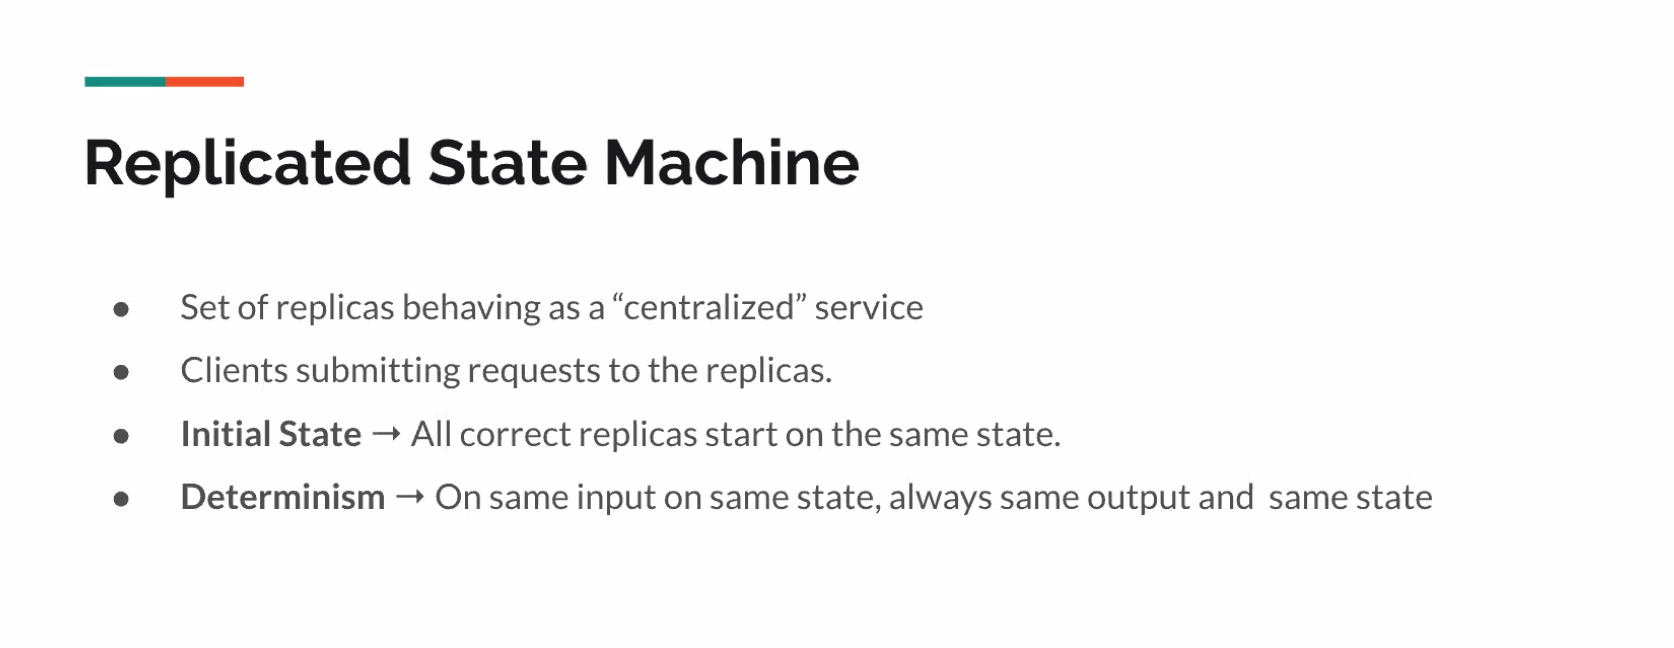 Replicated State Machine
● Set of replicas behaving as a “centralized” service
● Clients submitting requests to the replicas.
● Initial State → All correct replicas start on the same state.
● Determinism → On same input on same state, always same output and  same state